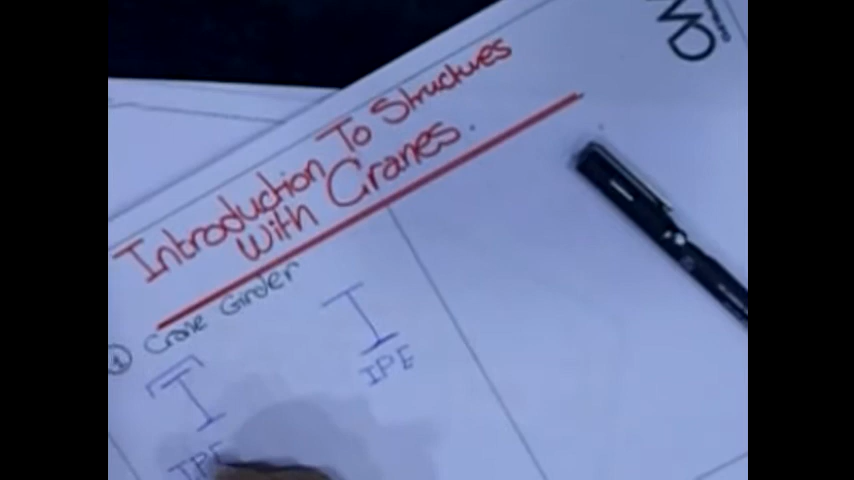 Introduction To Structures
With Cranes.
① Crane Girder
IPE
IPE